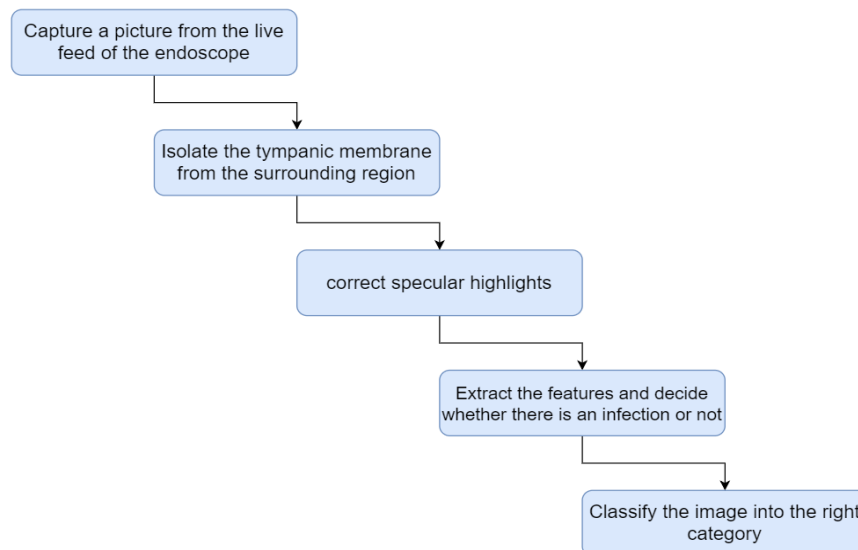 Capture a picture from the live
feed of the endoscope
Isolate the tympanic membrane
from the surrounding region
correct specular highlights
Extract the features and decide
whether there is an infection or not
Classify the image into the right
category